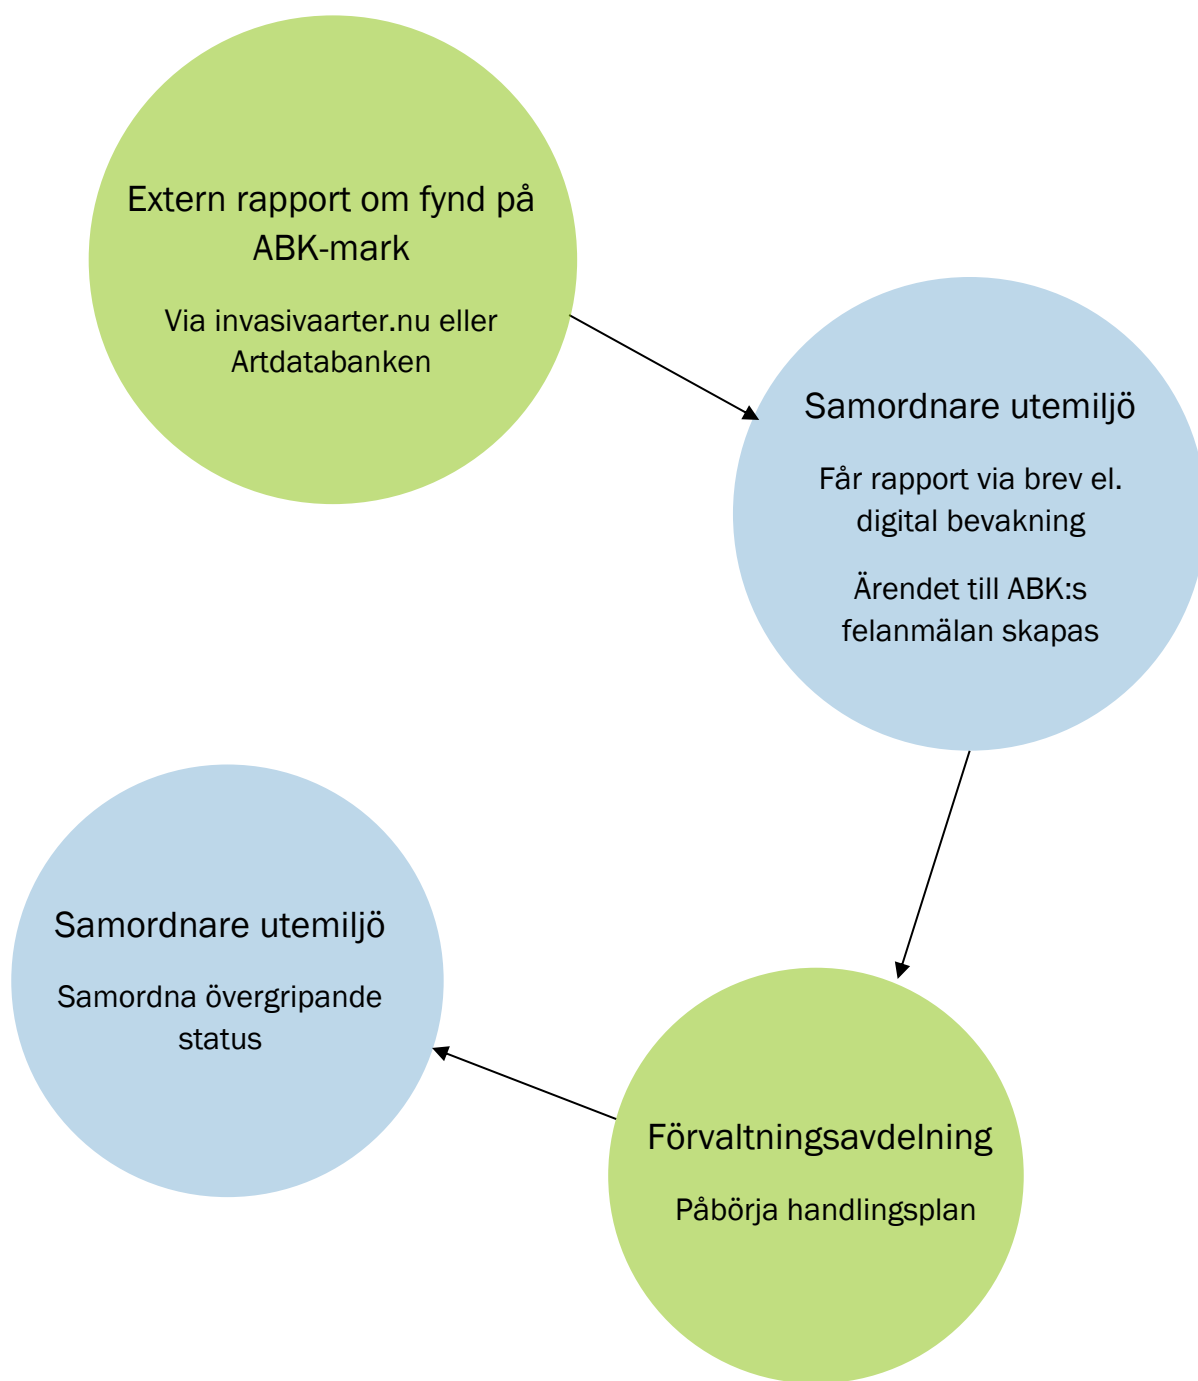 Extern rapport om fynd på
ABK-mark
Via invasivaarter.nu eller
Artdatabanken
Samordnare utemiljö
Får rapport via brev el.
digital bevakning
Ärendet till ABK:s
felanmälan skapas
Samordnare utemiljö
Samordna övergripande
status
Förvaltningsavdelning
Påbörja handlingsplan